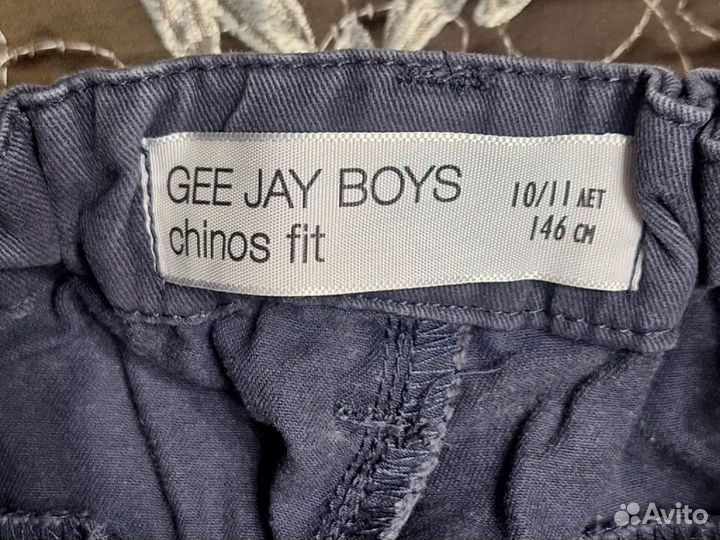 GEE JAY BOYS
chinos fit
10/11 ЛЕТ
146 СМ
Avito